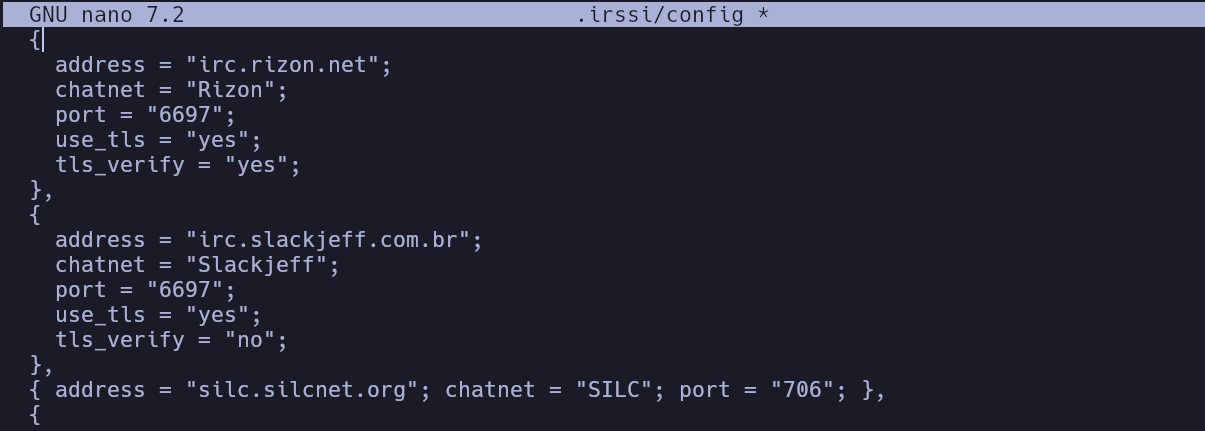 GNU nano 7.2 .irssi/config *
{
address = "irc.rizon.net";
chatnet = "Rizon";
port = "6697";
use_tls = "yes";
tls_verify = "yes";
},
{
address = "irc.slackjeff.com.br";
chatnet = "Slackjeff";
port = "6697";
use_tls = "yes";
tls_verify = "no";
},
{ address = "silc.silcnet.org"; chatnet = "SILC"; port = "706"; },
{